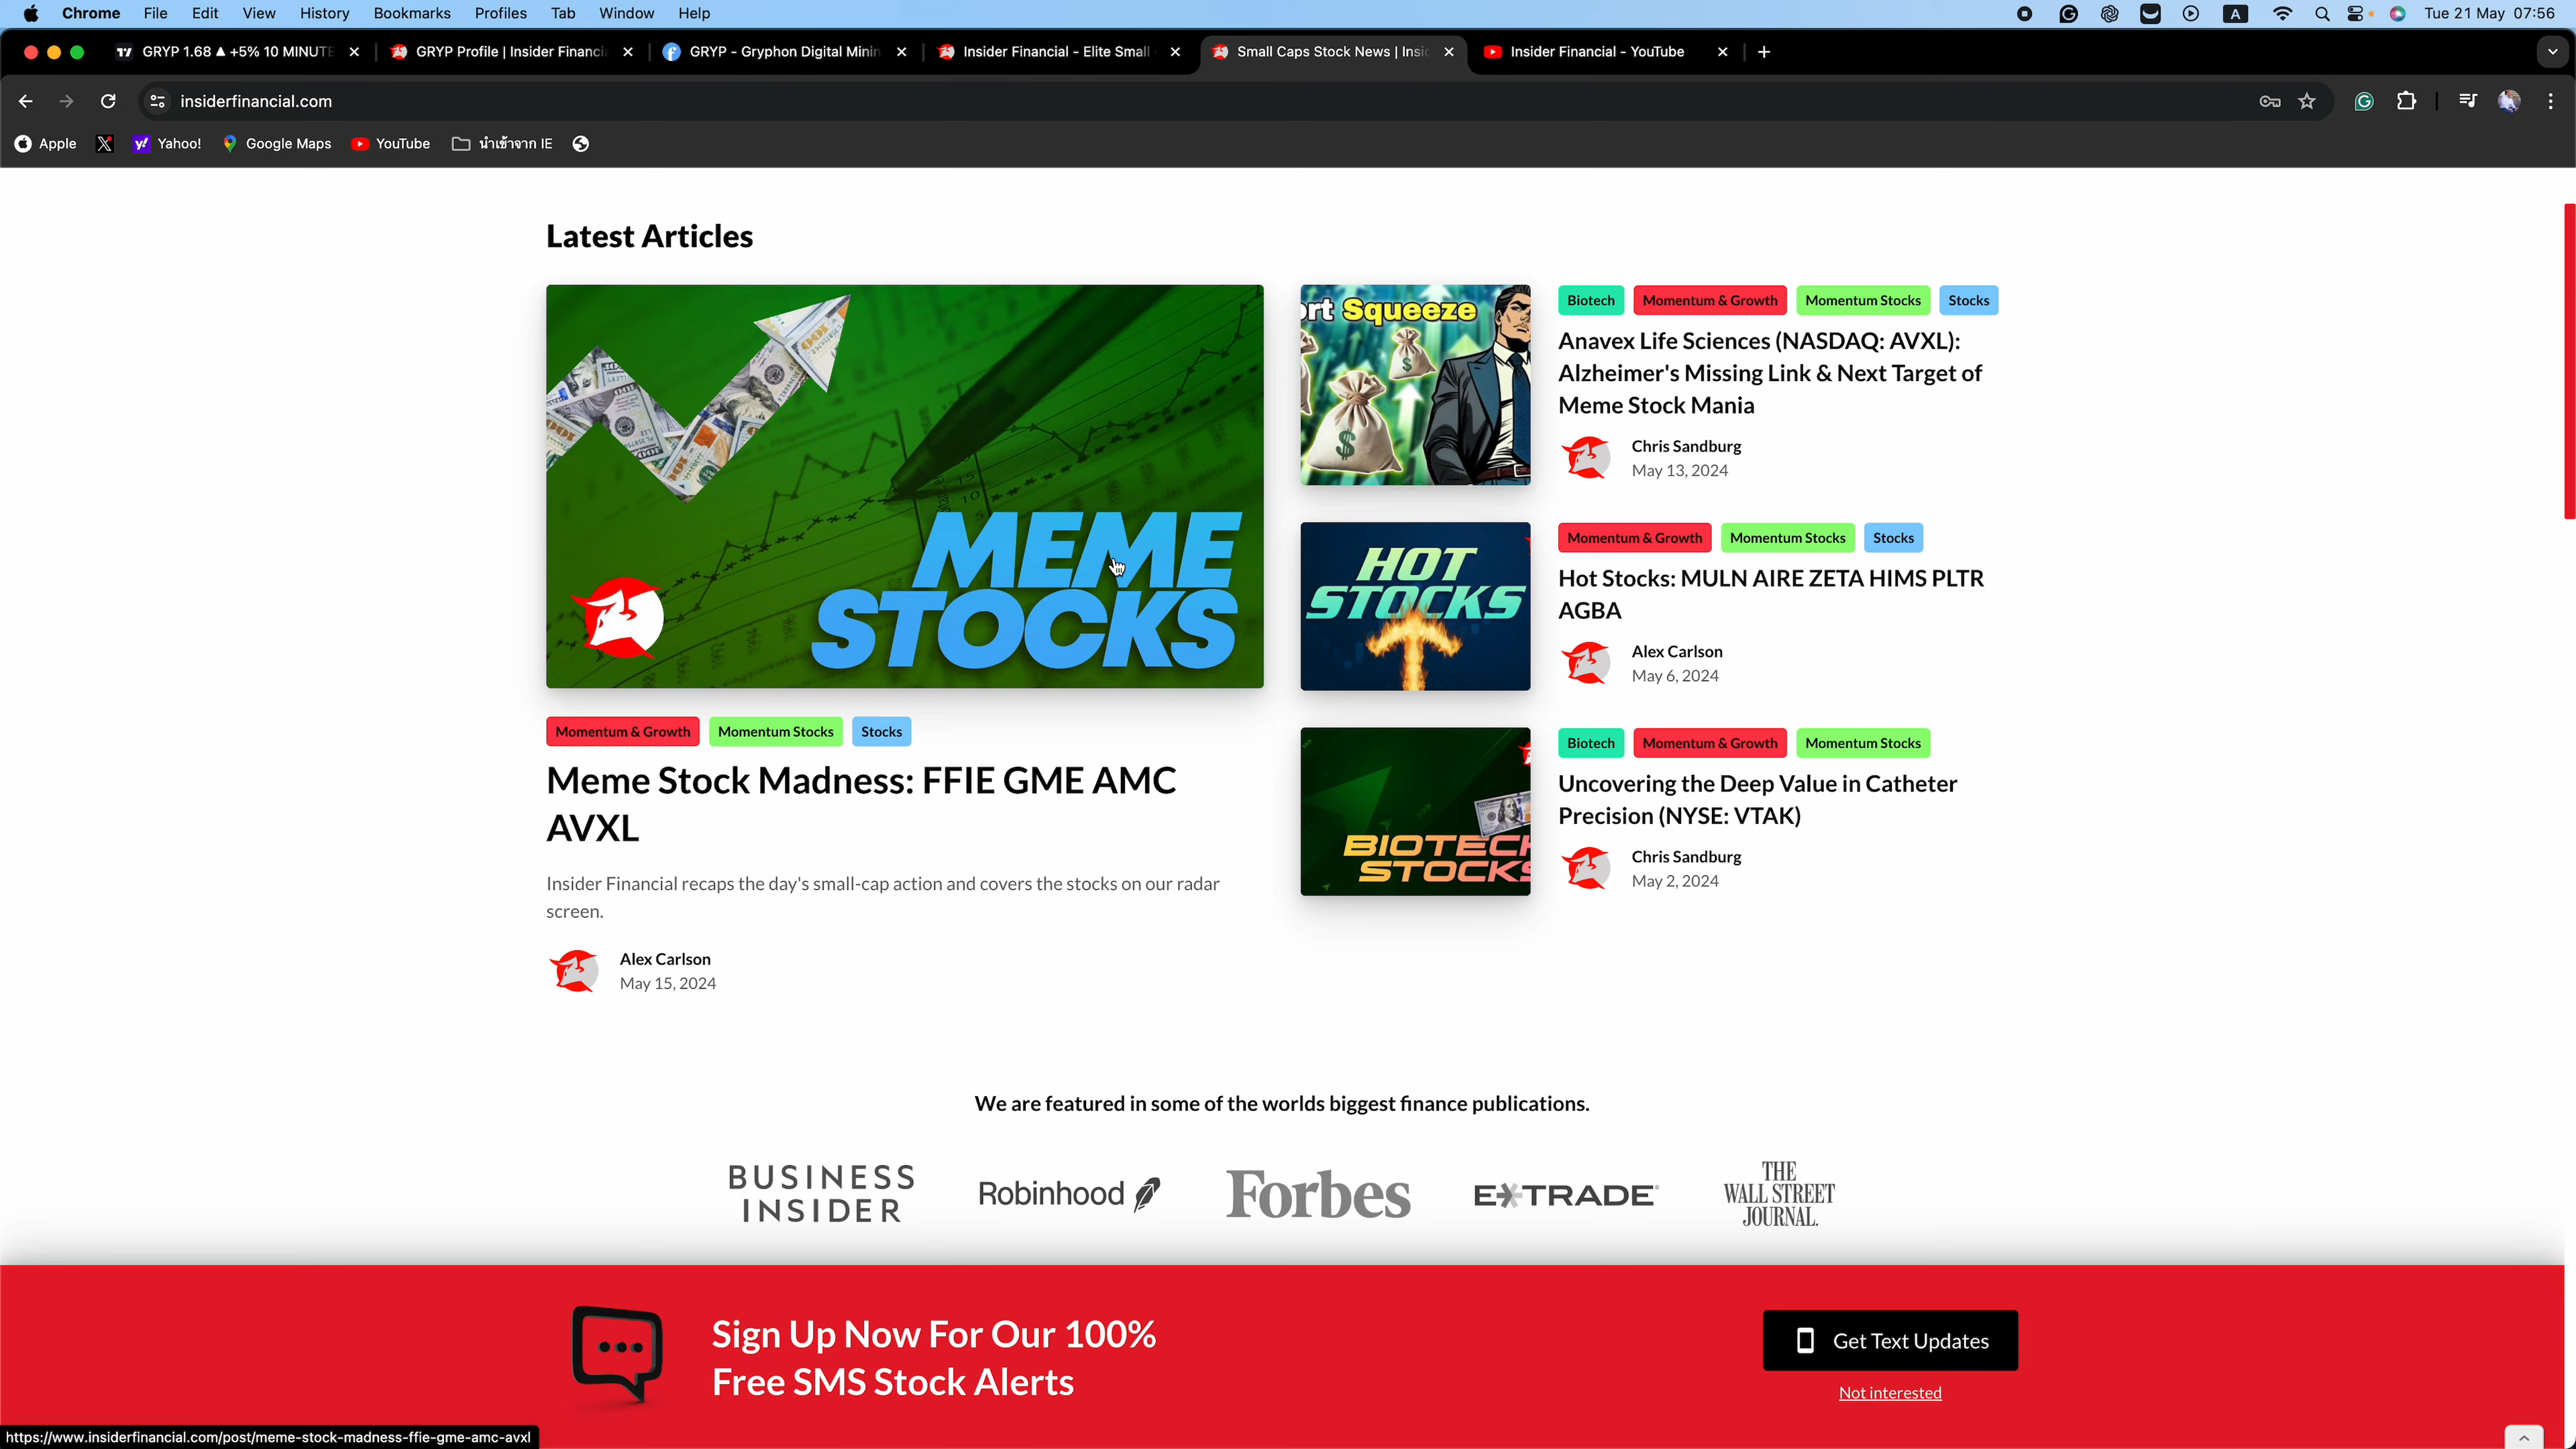 Chrome File Edit View History Bookmarks Profiles Tab Window Help
A Tue 21 May 07:56
GRYP 1.68 ▲ +5% 10 MINUTE
GRYP Profile | Insider Financia
GRYP - Gryphon Digital Minin
Insider Financial - Elite Small
Small Caps Stock News | Insid
Insider Financial - YouTube
insiderfinancial.com
Apple Yahoo! Google Maps YouTube นำเข้าจาก IE
Latest Articles
MEME
STOCKS
Momentum & Growth Momentum Stocks Stocks
Meme Stock Madness: FFIE GME AMC
AVXL
Insider Financial recaps the day's small-cap action and covers the stocks on our radar
screen.
Alex Carlson
May 15, 2024
ort Squeeze
Biotech Momentum & Growth Momentum Stocks Stocks
Anavex Life Sciences (NASDAQ: AVXL):
Alzheimer's Missing Link & Next Target of
Meme Stock Mania
Chris Sandburg
May 13, 2024
HOT
STOCKS
Momentum & Growth Momentum Stocks Stocks
Hot Stocks: MULN AIRE ZETA HIMS PLTR
AGBA
Alex Carlson
May 6, 2024
BIOTECH
STOCKS
Biotech Momentum & Growth Momentum Stocks
Uncovering the Deep Value in Catheter
Precision (NYSE: VTAK)
Chris Sandburg
May 2, 2024
We are featured in some of the worlds biggest finance publications.
BUSINESS
INSIDER
Robinhood
Forbes
E*TRADE
THE
WALL STREET
JOURNAL.
Sign Up Now For Our 100%
Free SMS Stock Alerts
Get Text Updates
Not interested
https://www.insiderfinancial.com/post/meme-stock-madness-ffie-gme-amc-avxl